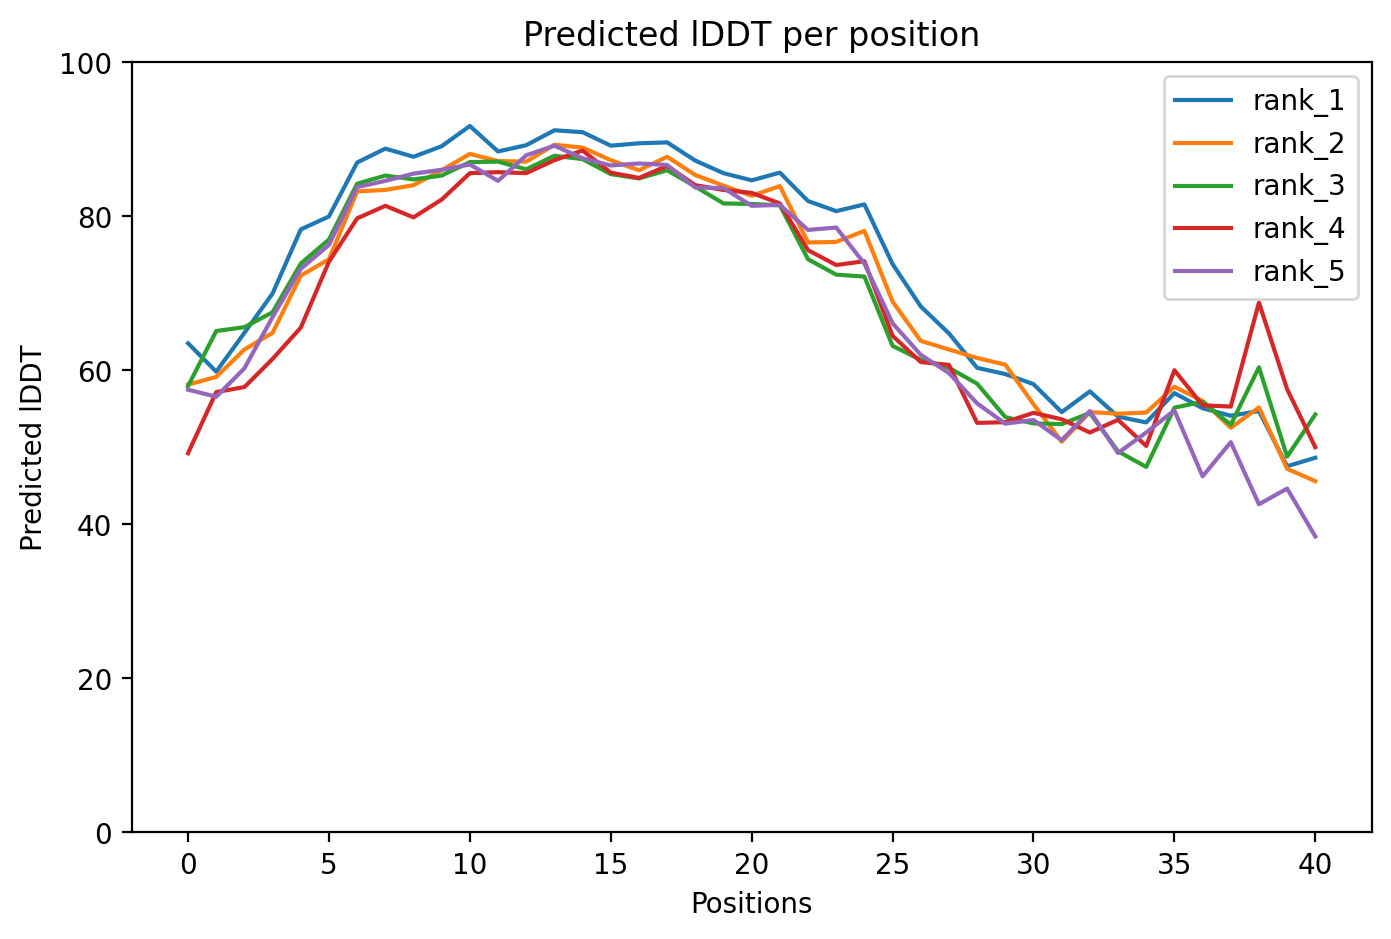 Predicted lDDT per position
100
80
60
40
20
0
Predicted lDDT
rank_1
rank_2
rank_3
rank_4
rank_5
0 5 10 15 20 25 30 35 40
Positions